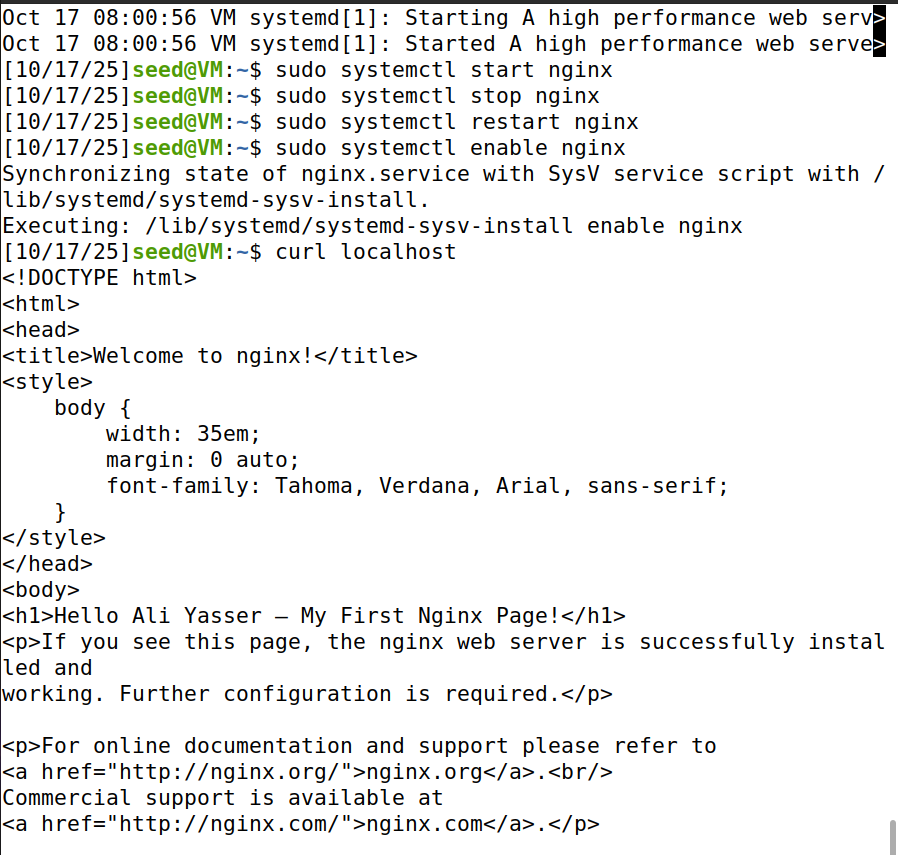 Oct 17 08:00:56 VM systemd[1]: Starting A high performance web serv>
Oct 17 08:00:56 VM systemd[1]: Started A high performance web serve>
[10/17/25]seed@VM:~$ sudo systemctl start nginx
[10/17/25]seed@VM:~$ sudo systemctl stop nginx
[10/17/25]seed@VM:~$ sudo systemctl restart nginx
[10/17/25]seed@VM:~$ sudo systemctl enable nginx
Synchronizing state of nginx.service with SysV service script with /
lib/systemd/systemd-sysv-install.
Executing: /lib/systemd/systemd-sysv-install enable nginx
[10/17/25]seed@VM:~$ curl localhost
<!DOCTYPE html>
<html>
<head>
<title>Welcome to nginx!</title>
<style>
    body {
        width: 35em;
        margin: 0 auto;
        font-family: Tahoma, Verdana, Arial, sans-serif;
    }
</style>
</head>
<body>
<h1>Hello Ali Yasser – My First Nginx Page!</h1>
<p>If you see this page, the nginx web server is successfully instal
led and
working. Further configuration is required.</p>

<p>For online documentation and support please refer to
<a href="http://nginx.org/">nginx.org</a>.<br/>
Commercial support is available at
<a href="http://nginx.com/">nginx.com</a>.</p>